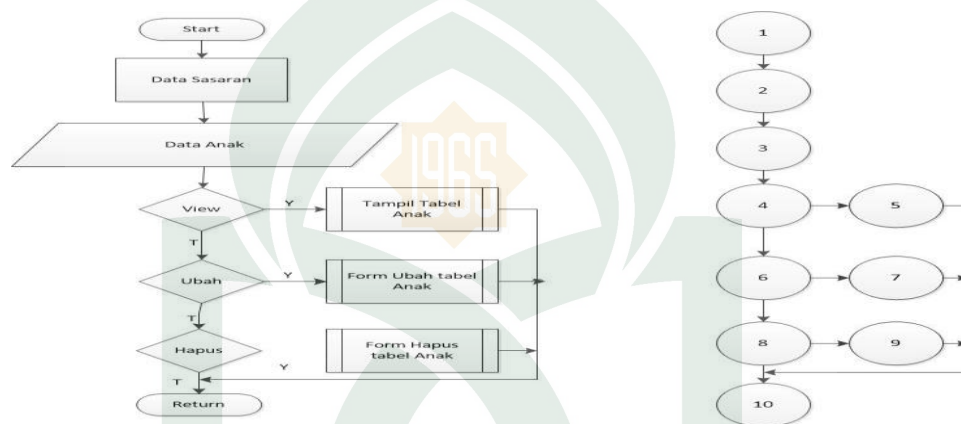 Start
Data Sasaran
Data Anak
View
Y
Tampil Tabel
Anak
T
Ubah
Y
Form Ubah tabel
Anak
T
Hapus
Form Hapus
tabel Anak
Y
T
Return
1965
1
2
3
4
5
6
7
8
9
10